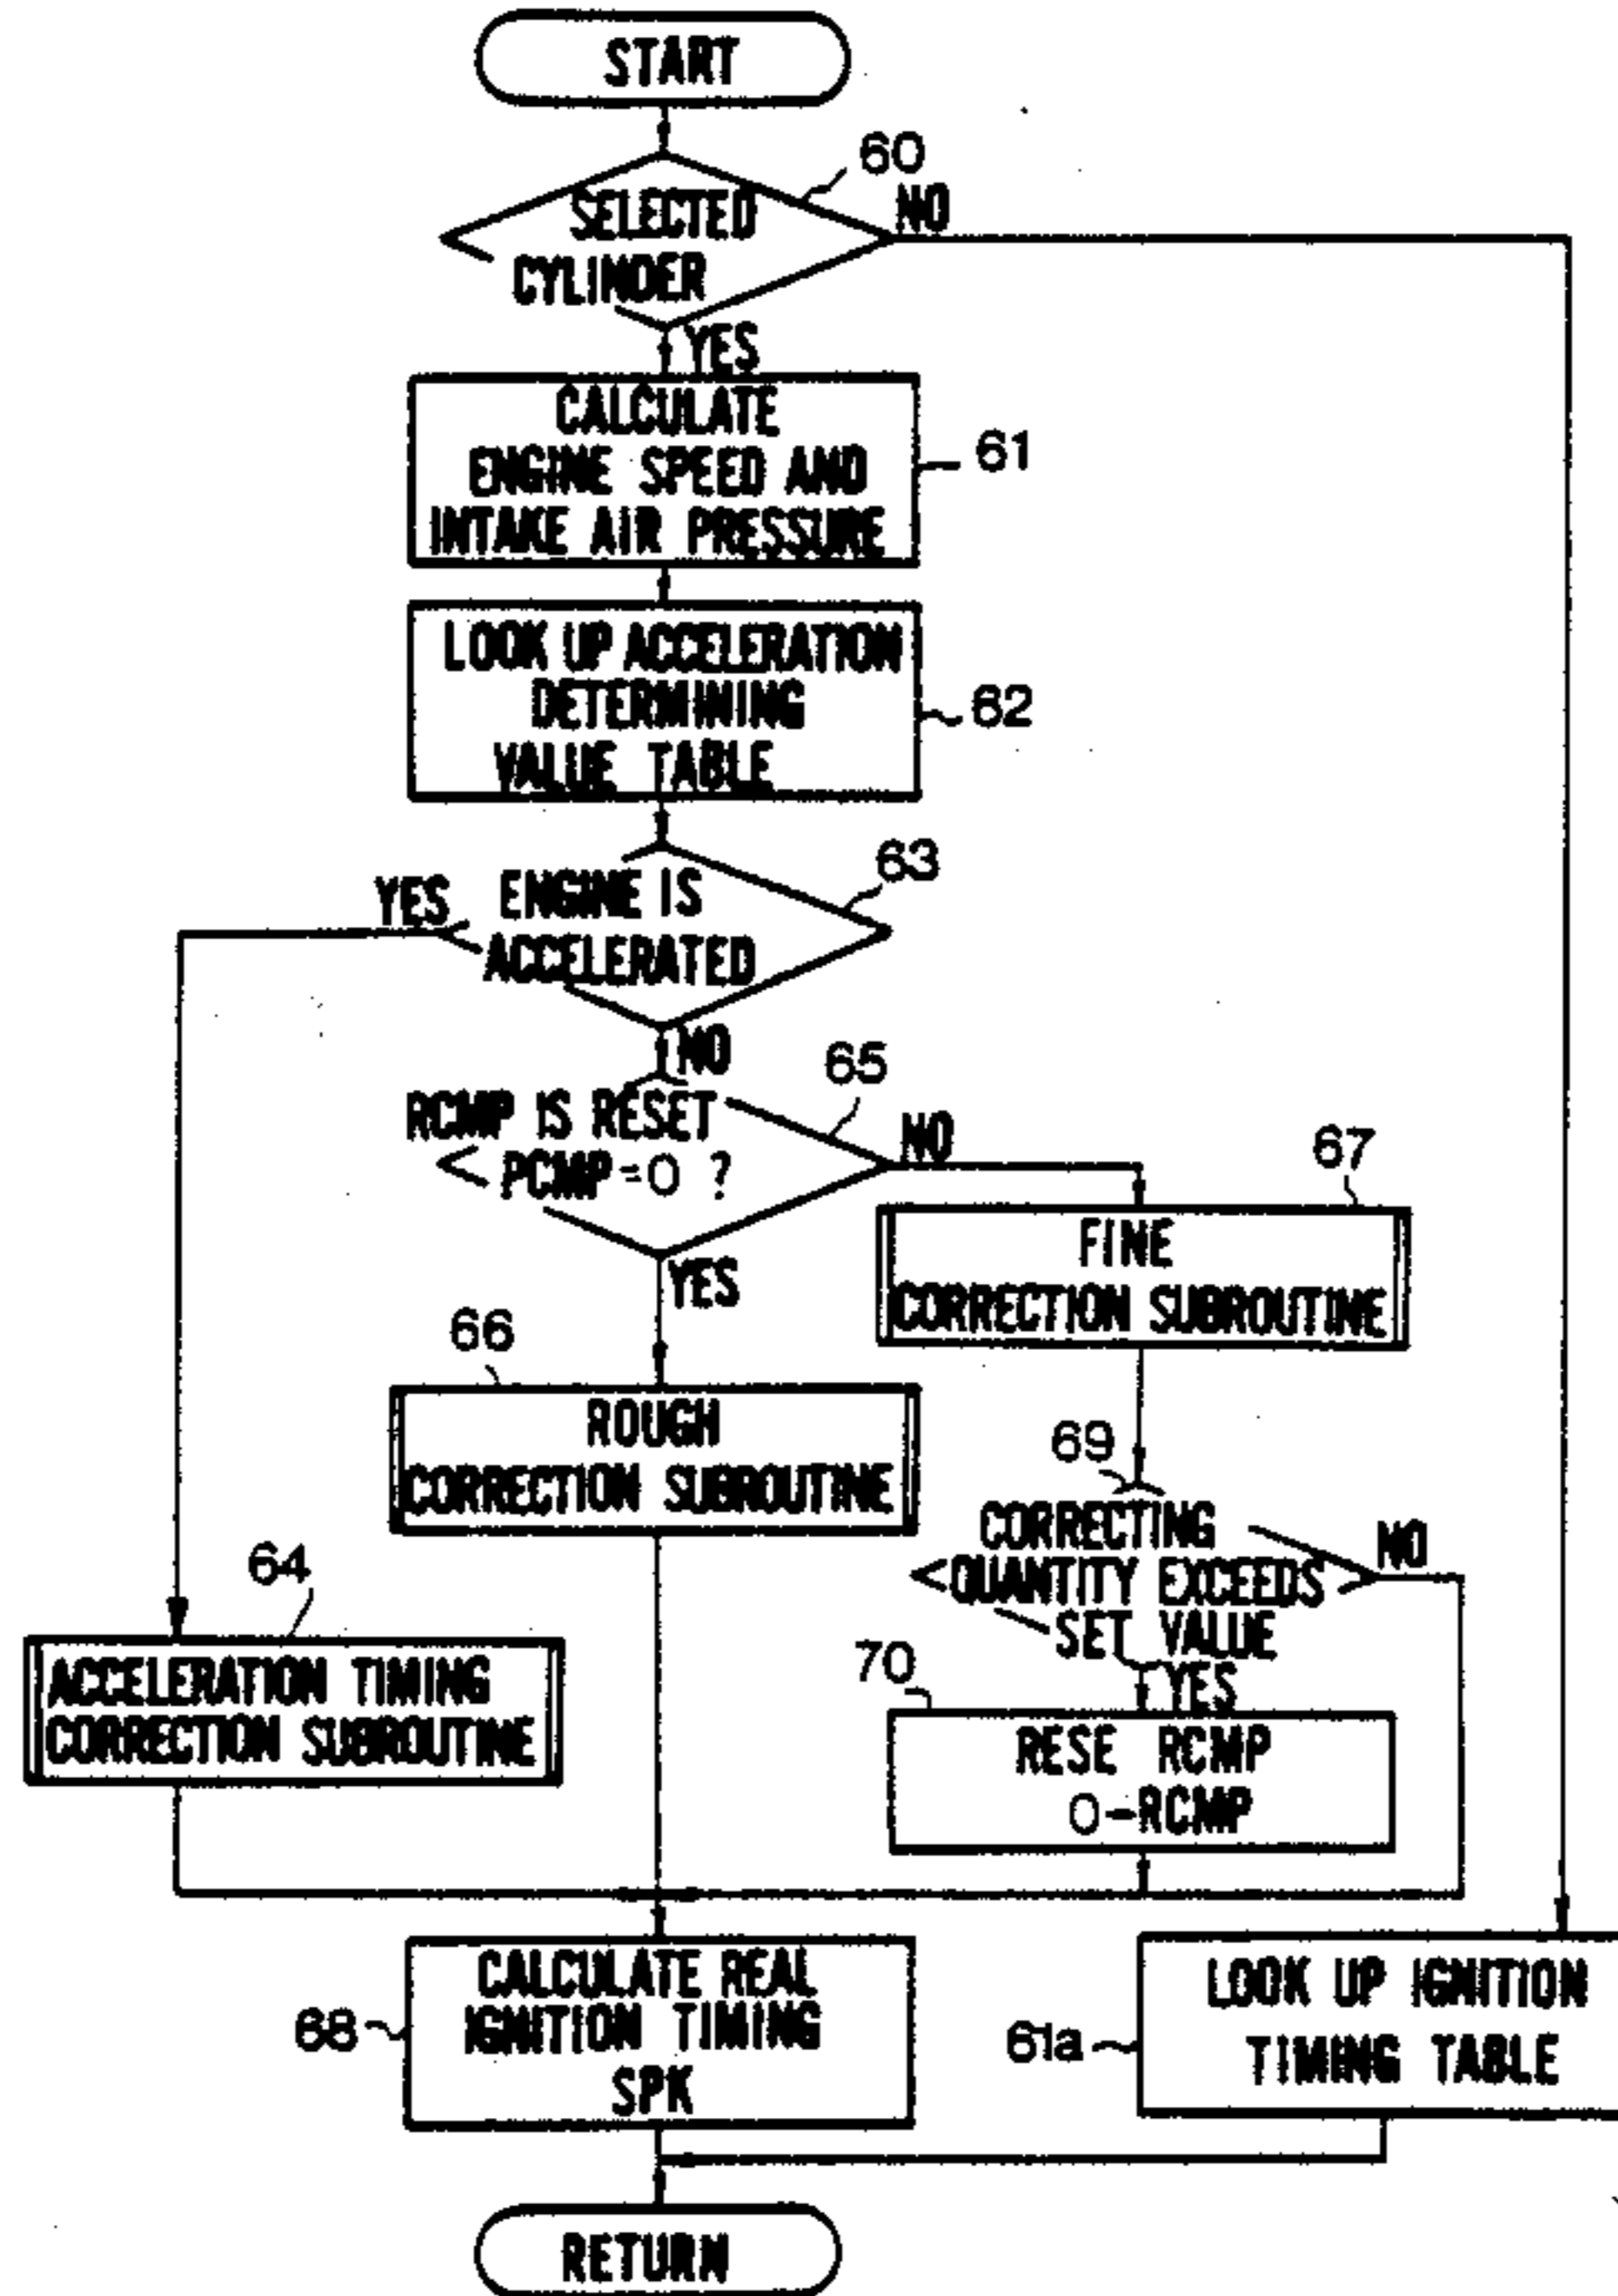 START
60
NO
SELECTED
CYLINDER
YES
CALCULATE
ENGINE SPEED AND
INTAKE AIR PRESSURE
61
LOOK UP ACCELERATION
DETERMINING
VALUE TABLE
62
63
YES
ENGINE IS
ACCELERATED
NO
65
RCMP IS RESET
PCMP=0 ?
NO
YES
67
FINE
CORRECTION SUBROUTINE
66
ROUGH
CORRECTION SUBROUTINE
69
CORRECTING
QUANTITY EXCEEDS
SET VALUE
NO
YES
64
ACCELERATION TIMING
CORRECTION SUBROUTINE
70
RESE RCMP
0-RCMP
CALCULATE REAL
IGNITION TIMING
SPK
68
LOOK UP IGNITION
TIMING TABLE
61a
RETURN